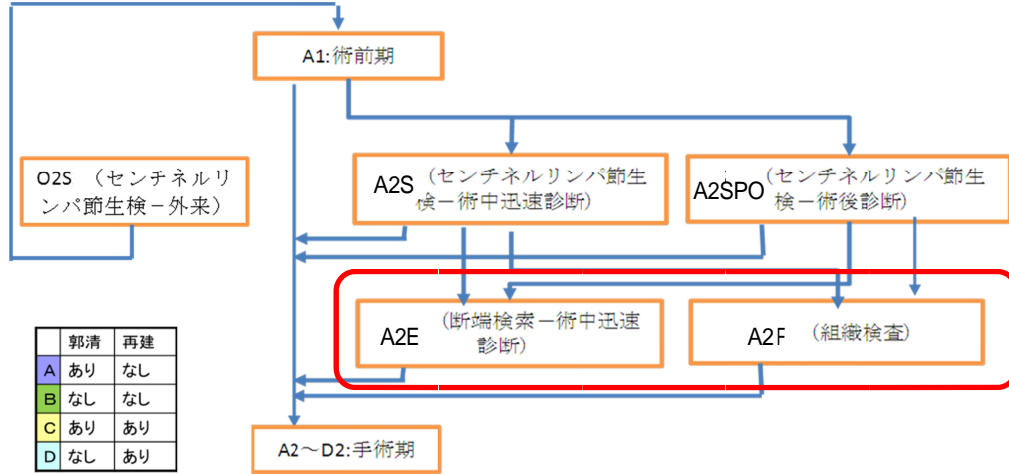 A1:術前期
O2S （センチネルリ
ンパ節生検－外来）
A2S （センチネルリンパ節生
検－術中迅速診断）
A2SPO （センチネルリンパ節生
検－術後診断）
A2E （断端検索－術中迅速
診断）
A2F （組織検査）
郭清 再建
A あり なし
B なし なし
C あり あり
D なし あり
A2～D2:手術期